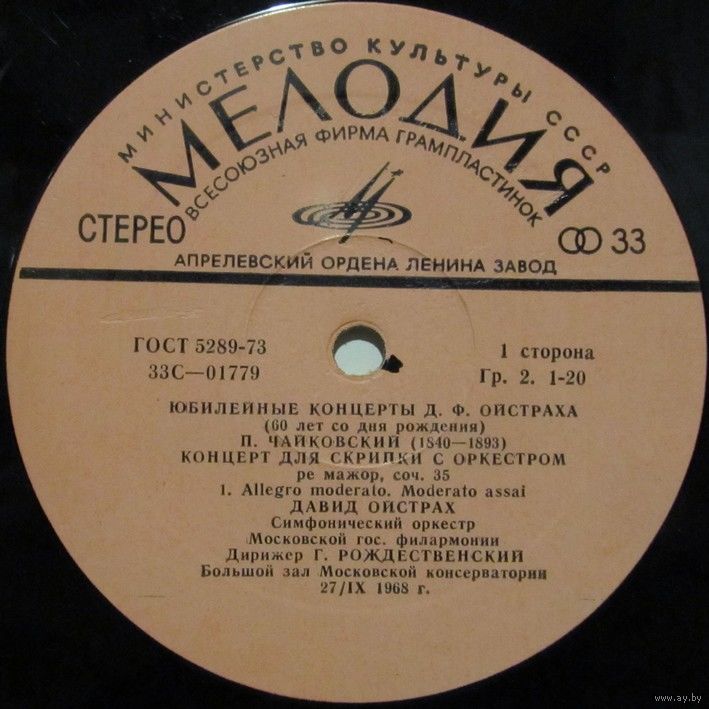 МИНИСТЕРСТВО КУЛЬТУРЫ СССР
МЕЛОДИЯ
ВСЕСОЮЗНАЯ ФИРМА ГРАМПЛАСТИНОК
СТЕРЕО
33
АПРЕЛЕВСКИЙ ОРДЕНА ЛЕНИНА ЗАВОД
ГОСТ 5289-73
1 сторона
33С—01779
Гр. 2. 1-20
ЮБИЛЕЙНЫЕ КОНЦЕРТЫ Д. Ф. ОЙСТРАХА
(60 лет со дня рождения)
П. ЧАЙКОВСКИЙ (1840—1893)
КОНЦЕРТ ДЛЯ СКРИПКИ С ОРКЕСТРОМ
ре мажор, соч. 35
1. Allegro moderato. Moderato assai
ДАВИД ОЙСТРАХ
Симфонический оркестр
Московской гос. филармонии
Дирижер Г. РОЖДЕСТВЕНСКИЙ
Большой зал Московской консерватории
27/IX 1968 г.
www.ay.by